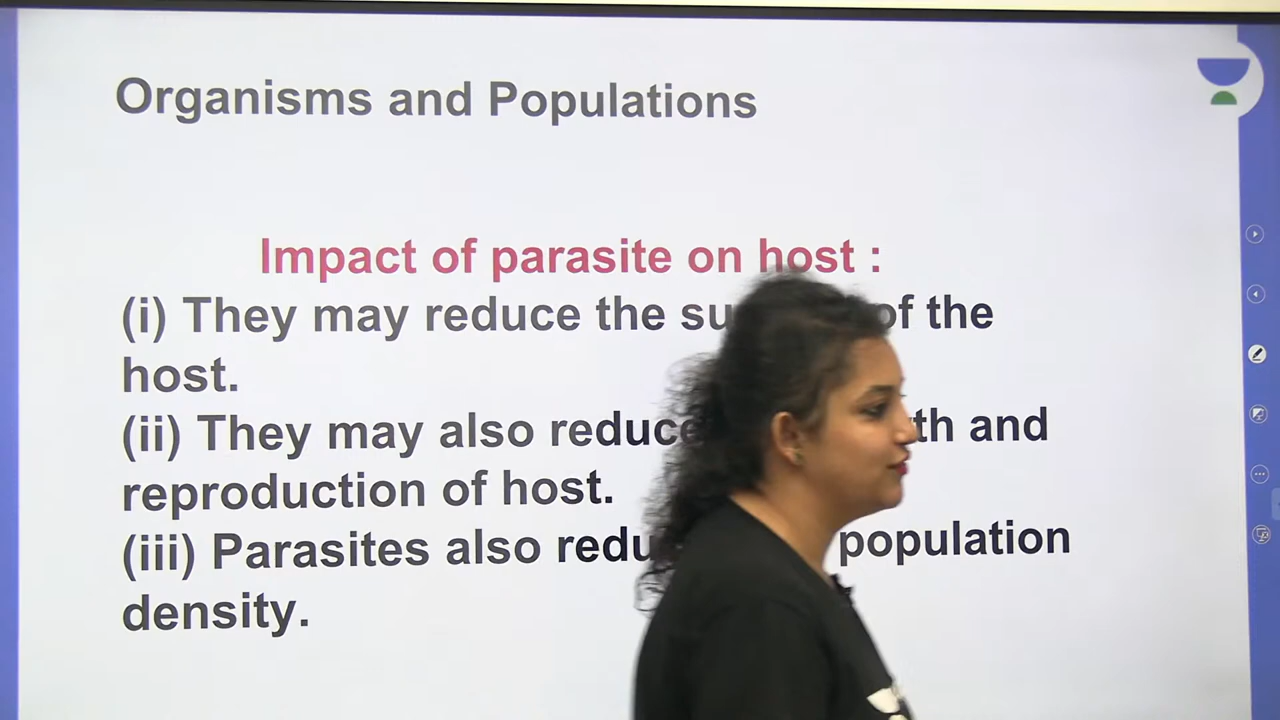 Organisms and Populations
Impact of parasite on host :
(i) They may reduce the of the
host.
(ii) They may also reduce and
reproduction of host.
(iii) Parasites also population
density.